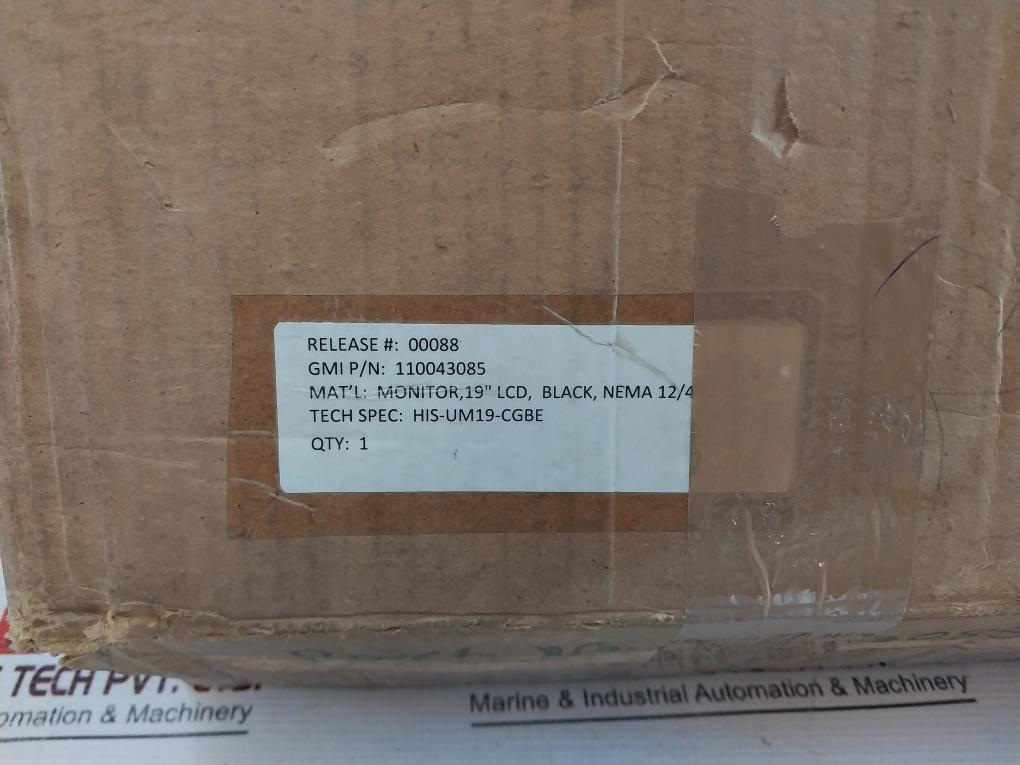 RELEASE #: 00088
GMI P/N: 110043085
MAT'L: MONITOR,19" LCD, BLACK, NEMA 12/4
TECH SPEC: HIS-UM19-CGBE
QTY: 1
TECH PVT.
omation & Machinery
Marine & Industrial Automation & Machinery